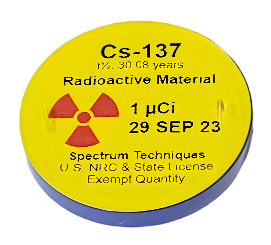 Cs-137
t½. 30.08 years
Radioactive Material
1 µCi
29 SEP 23
Spectrum Techniques
U.S. NRC & State License
Exempt Quantity